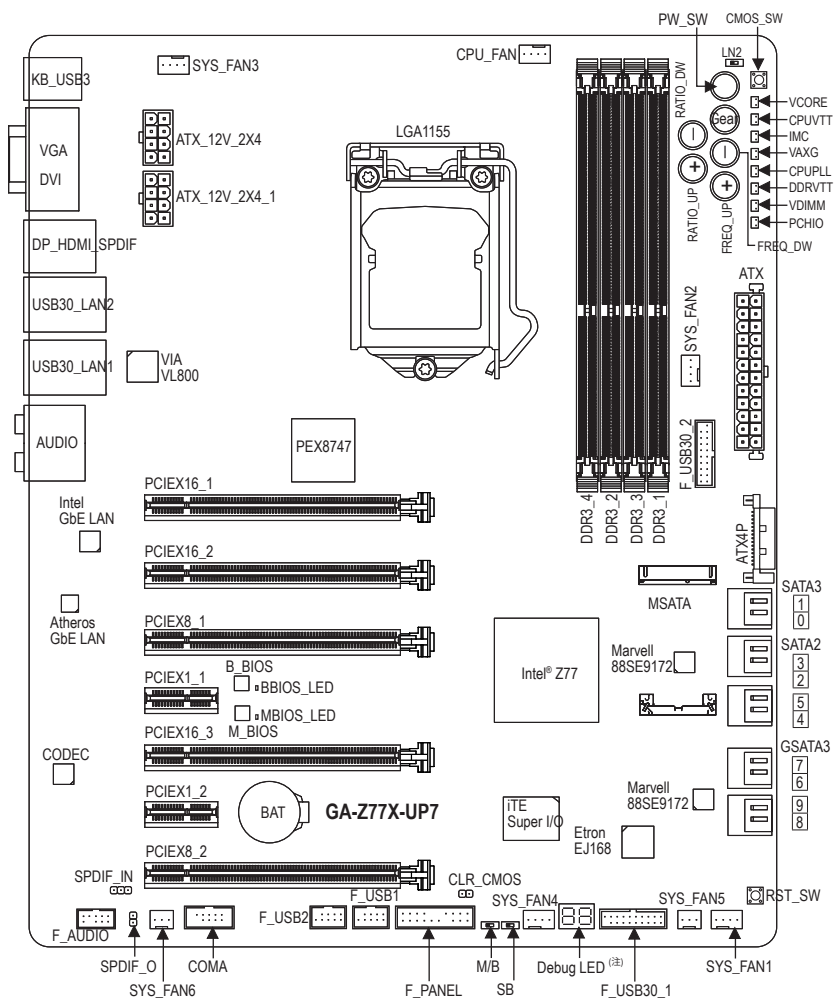 PW_SW
CMOS_SW
LN2
KB_USB3
SYS_FAN3
CPU_FAN
RATIO_DW
Gear
VCORE
CPUVTT
IMC
VAXG
CPUPLL
DDRVTT
VDIMM
PCHIO
FREQ_DW
RATIO_UP
FREQ_UP
VGA
DVI
ATX_12V_2X4
ATX_12V_2X4_1
LGA1155
DP_HDMI_SPDIF
USB30_LAN2
USB30_LAN1
VIA
VL800
ATX
SYS_FAN2
F_USB30_2
AUDIO
PEX8747
DDR3_4
DDR3_2
DDR3_3
DDR3_1
PCIEX16_1
Intel
GbE LAN
PCIEX16_2
ATX4P
MSATA
SATA3
1
0
Atheros
GbE LAN
PCIEX8_1
Intel® Z77
Marvell
88SE9172
SATA2
3
2
5
4
B_BIOS
BBIOS_LED
PCIEX1_1
MBIOS_LED
M_BIOS
PCIEX16_3
CODEC
GSATA3
7
6
9
8
PCIEX1_2
BAT
GA-Z77X-UP7
iTE
Super I/O
Marvell
88SE9172
Etron
EJ168
PCIEX8_2
SPDIF_IN
CLR_CMOS
F_USB1
F_USB2
SYS_FAN4
SYS_FAN5
RST_SW
F_AUDIO
SPDIF_O
SYS_FAN6
COMA
F_PANEL
M/B
SB
Debug LED (注)
F_USB30_1
SYS_FAN1